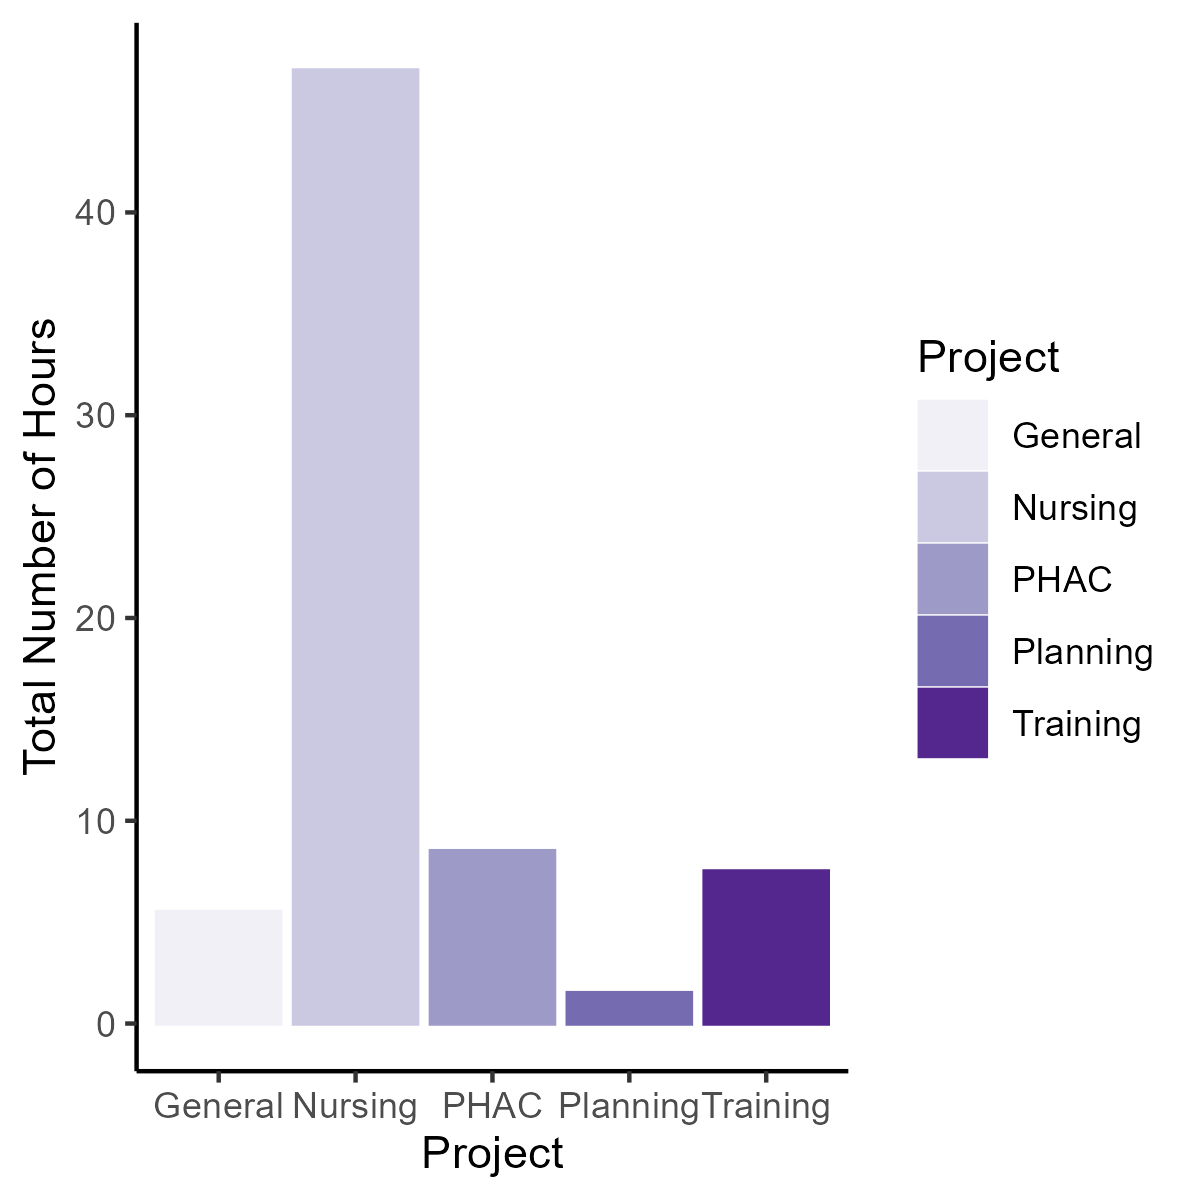 Total Number of Hours
40
30
20
10
0
General Nursing PHAC Planning Training
Project
Project
General
Nursing
PHAC
Planning
Training